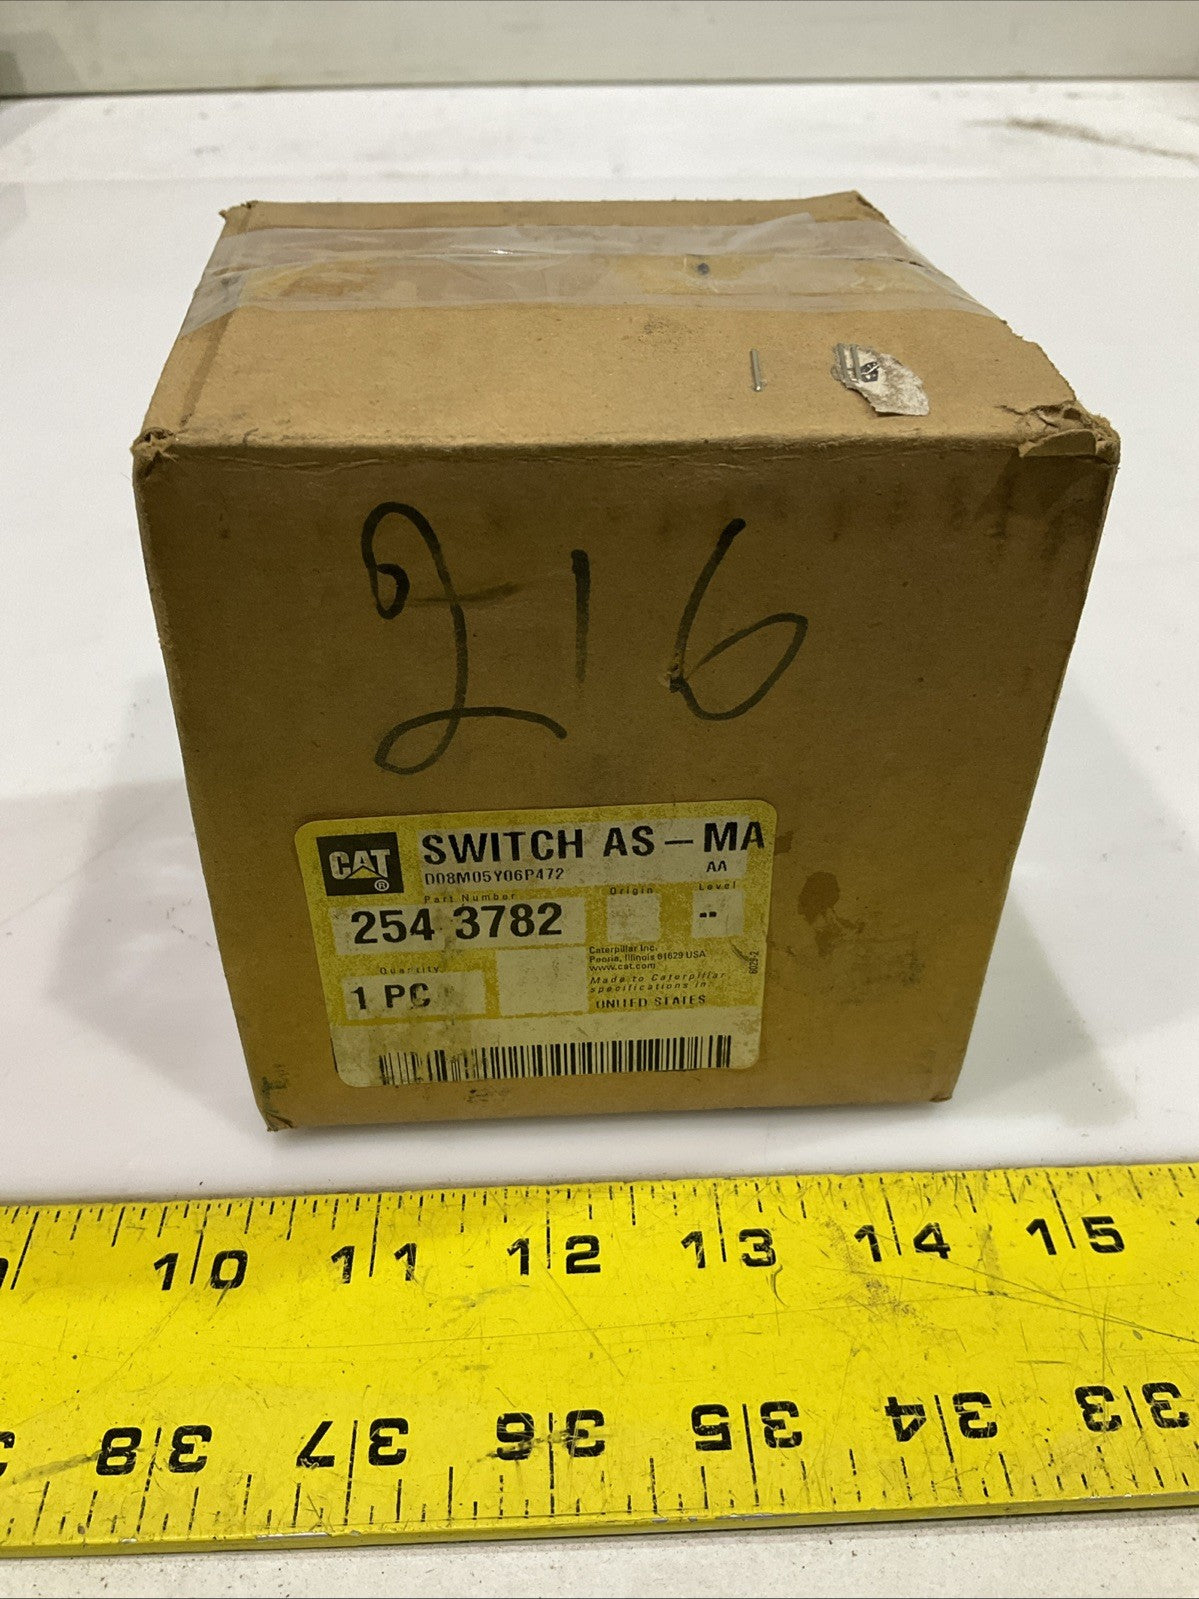 216
CAT®
SWITCH AS - MA
D08M05Y06P472 AA
Part Number Origin Level
254 3782 --
Caterpillar Inc.
Peoria, Illinois 61629 USA
www.cat.com
Quantity
Made to Caterpillar
specifications in
1 PC
UNITED STATES
6029-2
10 11 12 13 14 15
38 37 36 35 34 33